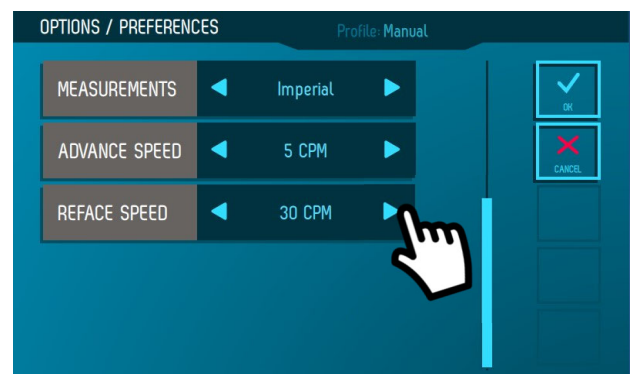 OPTIONS / PREFERENCES
Profile: Manual
MEASUREMENTS
Imperial
OK
ADVANCE SPEED
5 CPM
CANCEL
REFACE SPEED
30 CPM